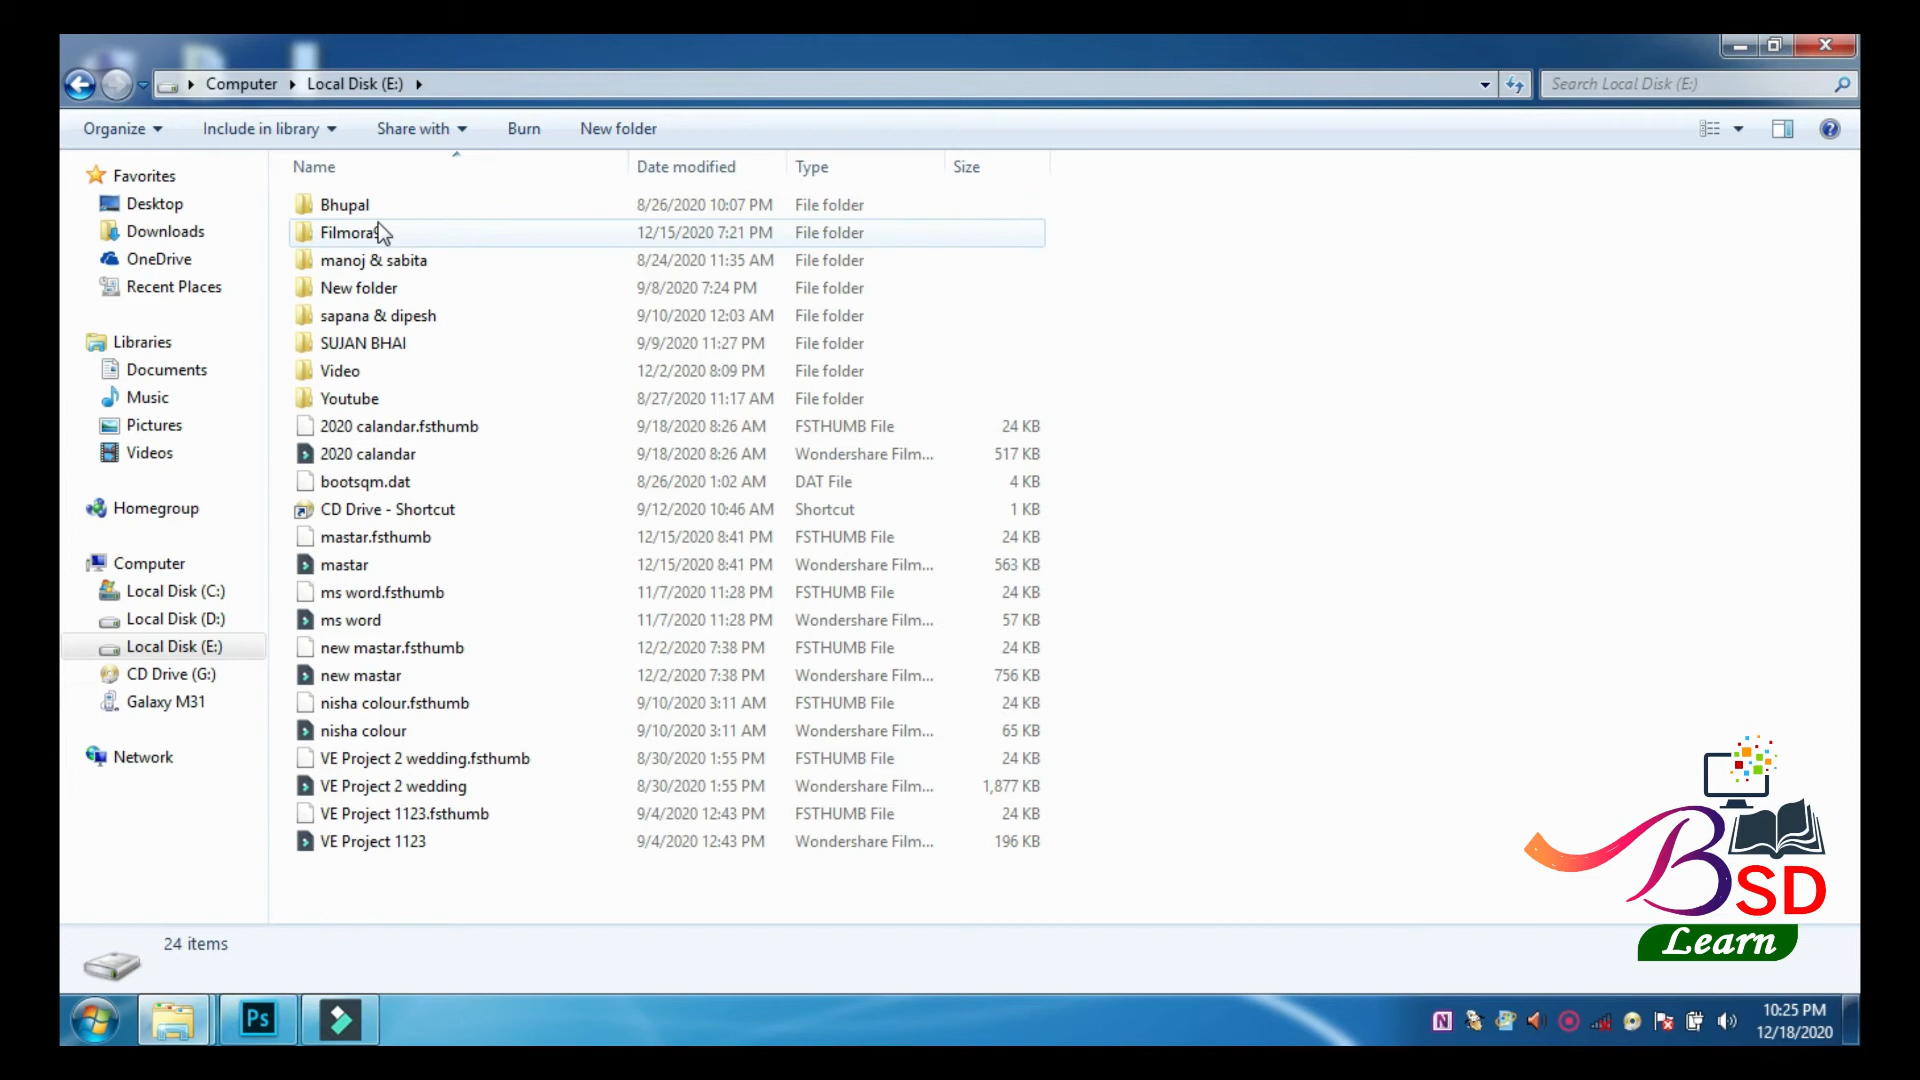 Computer Local Disk (E:)
Search Local Disk (E:)
Organize Include in library Share with Burn New folder
Name Date modified Type Size
Favorites
Desktop
Downloads
OneDrive
Recent Places
Libraries
Documents
Music
Pictures
Videos
Homegroup
Computer
Local Disk (C:)
Local Disk (D:)
Local Disk (E:)
CD Drive (G:)
Galaxy M31
Network
Bhupal 8/26/2020 10:07 PM File folder
Filmora9 12/15/2020 7:21 PM File folder
manoj & sabita 8/24/2020 11:35 AM File folder
New folder 9/8/2020 7:24 PM File folder
sapana & dipesh 9/10/2020 12:03 AM File folder
SUJAN BHAI 9/9/2020 11:27 PM File folder
Video 12/2/2020 8:09 PM File folder
Youtube 8/27/2020 11:17 AM File folder
2020 calandar.fsthumb 9/18/2020 8:26 AM FSTHUMB File 24 KB
2020 calandar 9/18/2020 8:26 AM Wondershare Film... 517 KB
bootsqm.dat 8/26/2020 1:02 AM DAT File 4 KB
CD Drive - Shortcut 9/12/2020 10:46 AM Shortcut 1 KB
mastar.fsthumb 12/15/2020 8:41 PM FSTHUMB File 24 KB
mastar 12/15/2020 8:41 PM Wondershare Film... 563 KB
ms word.fsthumb 11/7/2020 11:28 PM FSTHUMB File 24 KB
ms word 11/7/2020 11:28 PM Wondershare Film... 57 KB
new mastar.fsthumb 12/2/2020 7:38 PM FSTHUMB File 24 KB
new mastar 12/2/2020 7:38 PM Wondershare Film... 756 KB
nisha colour.fsthumb 9/10/2020 3:11 AM FSTHUMB File 24 KB
nisha colour 9/10/2020 3:11 AM Wondershare Film... 65 KB
VE Project 2 wedding.fsthumb 8/30/2020 1:55 PM FSTHUMB File 24 KB
VE Project 2 wedding 8/30/2020 1:55 PM Wondershare Film... 1,877 KB
VE Project 1123.fsthumb 9/4/2020 12:43 PM FSTHUMB File 24 KB
VE Project 1123 9/4/2020 12:43 PM Wondershare Film... 196 KB
BSD
Learn
24 items
Ps
N
10:25 PM
12/18/2020